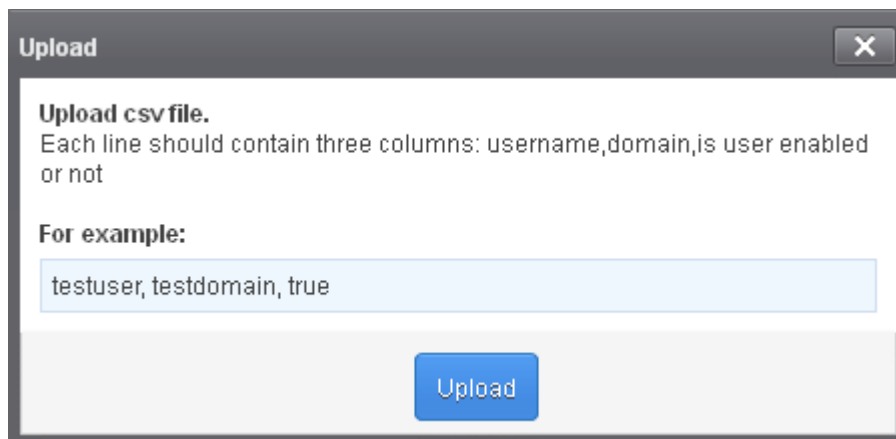 Upload
Upload csv file.
Each line should contain three columns: username,domain,is user enabled
or not
For example:
testuser, testdomain, true
Upload